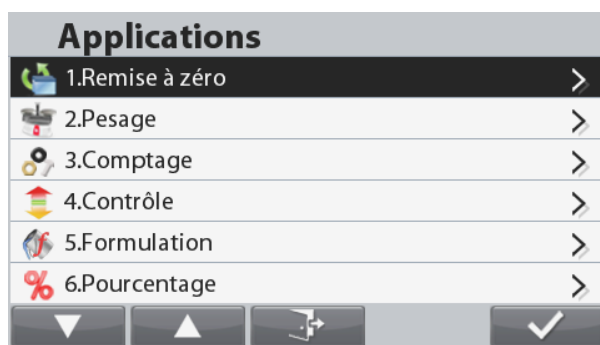 Applications
1.Remise à zéro
2.Pesage
3.Comptage
4.Contrôle
5.Formulation
6.Pourcentage